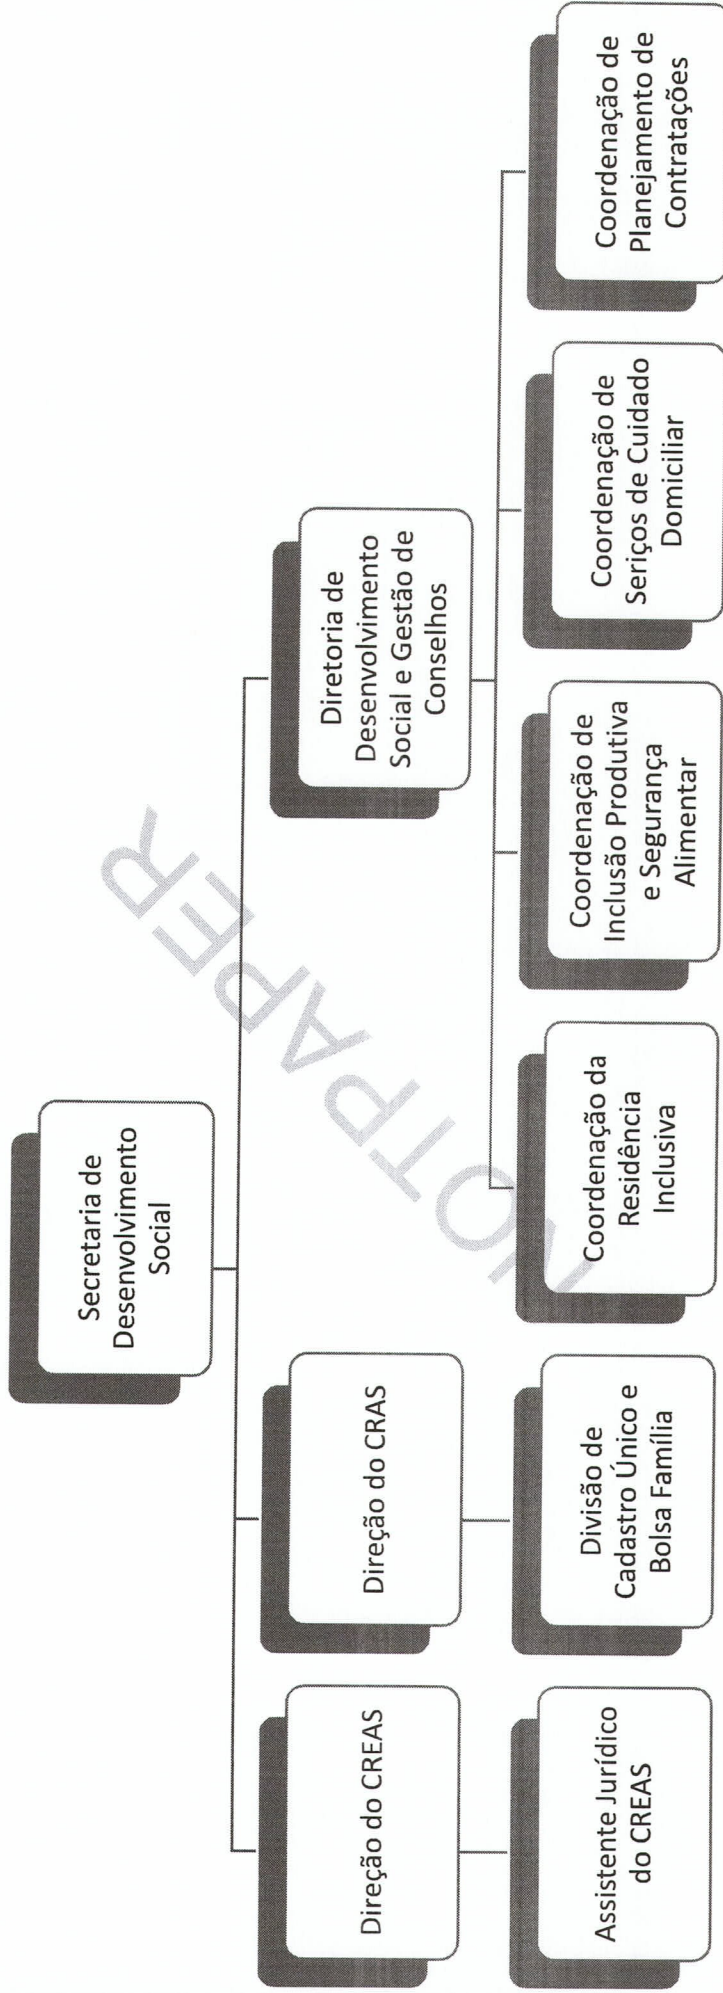 Secretaria de
Desenvolvimento
Social
Direção do CREAS
Direção do CRAS
Diretoria de
Desenvolvimento
Social e Gestão de
Conselhos
Assistente Jurídico
do CREAS
Divisão de
Cadastro Único e
Bolsa Família
Coordenação da
Residência
Inclusiva
Coordenação de
Inclusão Produtiva
e Segurança
Alimentar
Coordenação de
Seriços de Cuidado
Domiciliar
Coordenação de
Planejamento de
Contratações
NOTPAPER